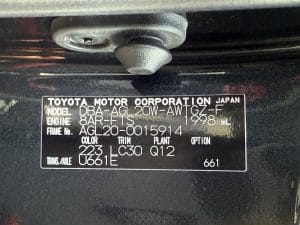 TOYOTA MOTOR CORPORATION JAPAN
MODEL DBA-AGL20W-AWTGZ-F
ENGINE 8AR-FTS 1998 mL
FRAME No. AGL20-0015914
COLOR TRIM PLANT OPTION
223 LC30 Q12
TRANS./AXLE U661E 661